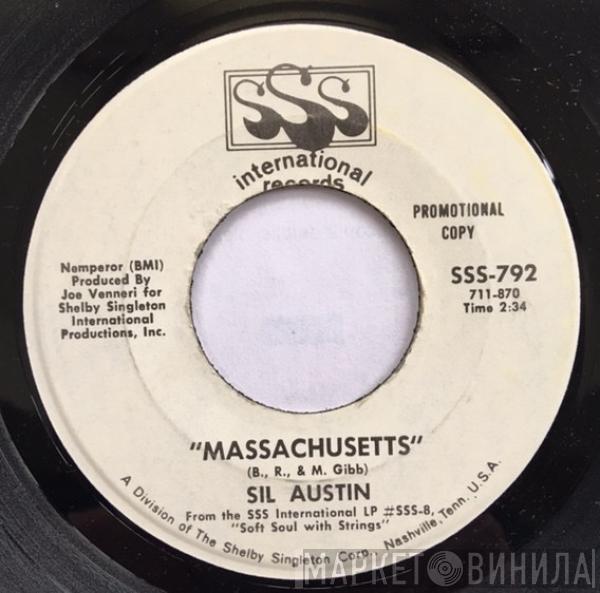 SSS
international
records
PROMOTIONAL
COPY
Nemperor (BMI)
Produced By
Joe Venneri for
Shelby Singleton
International
Productions, Inc.
SSS-792
711-870
Time 2:34
"MASSACHUSETTS"
(B., R., & M. Gibb)
SIL AUSTIN
From the SSS International LP #SSS-8,
"Soft Soul with Strings"
A Division of The Shelby Singleton Corp., Nashville, Tenn. U.S.A.
МАРКЕТ ВИНИЛА